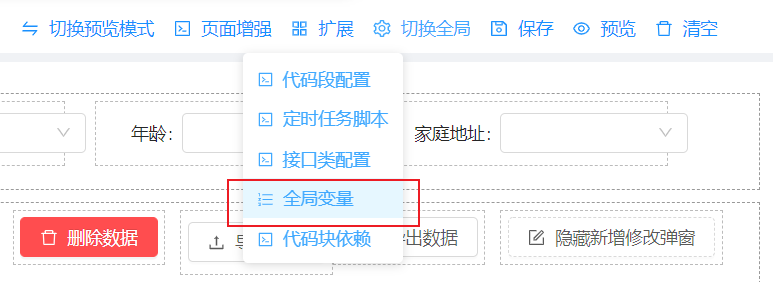 切换预览模式 页面增强 扩展 切换全局 保存 预览 清空
代码段配置
定时任务脚本
年龄: 家庭地址:
接口类配置
全局变量
删除数据 出数据 隐藏新增修改弹窗
代码块依赖